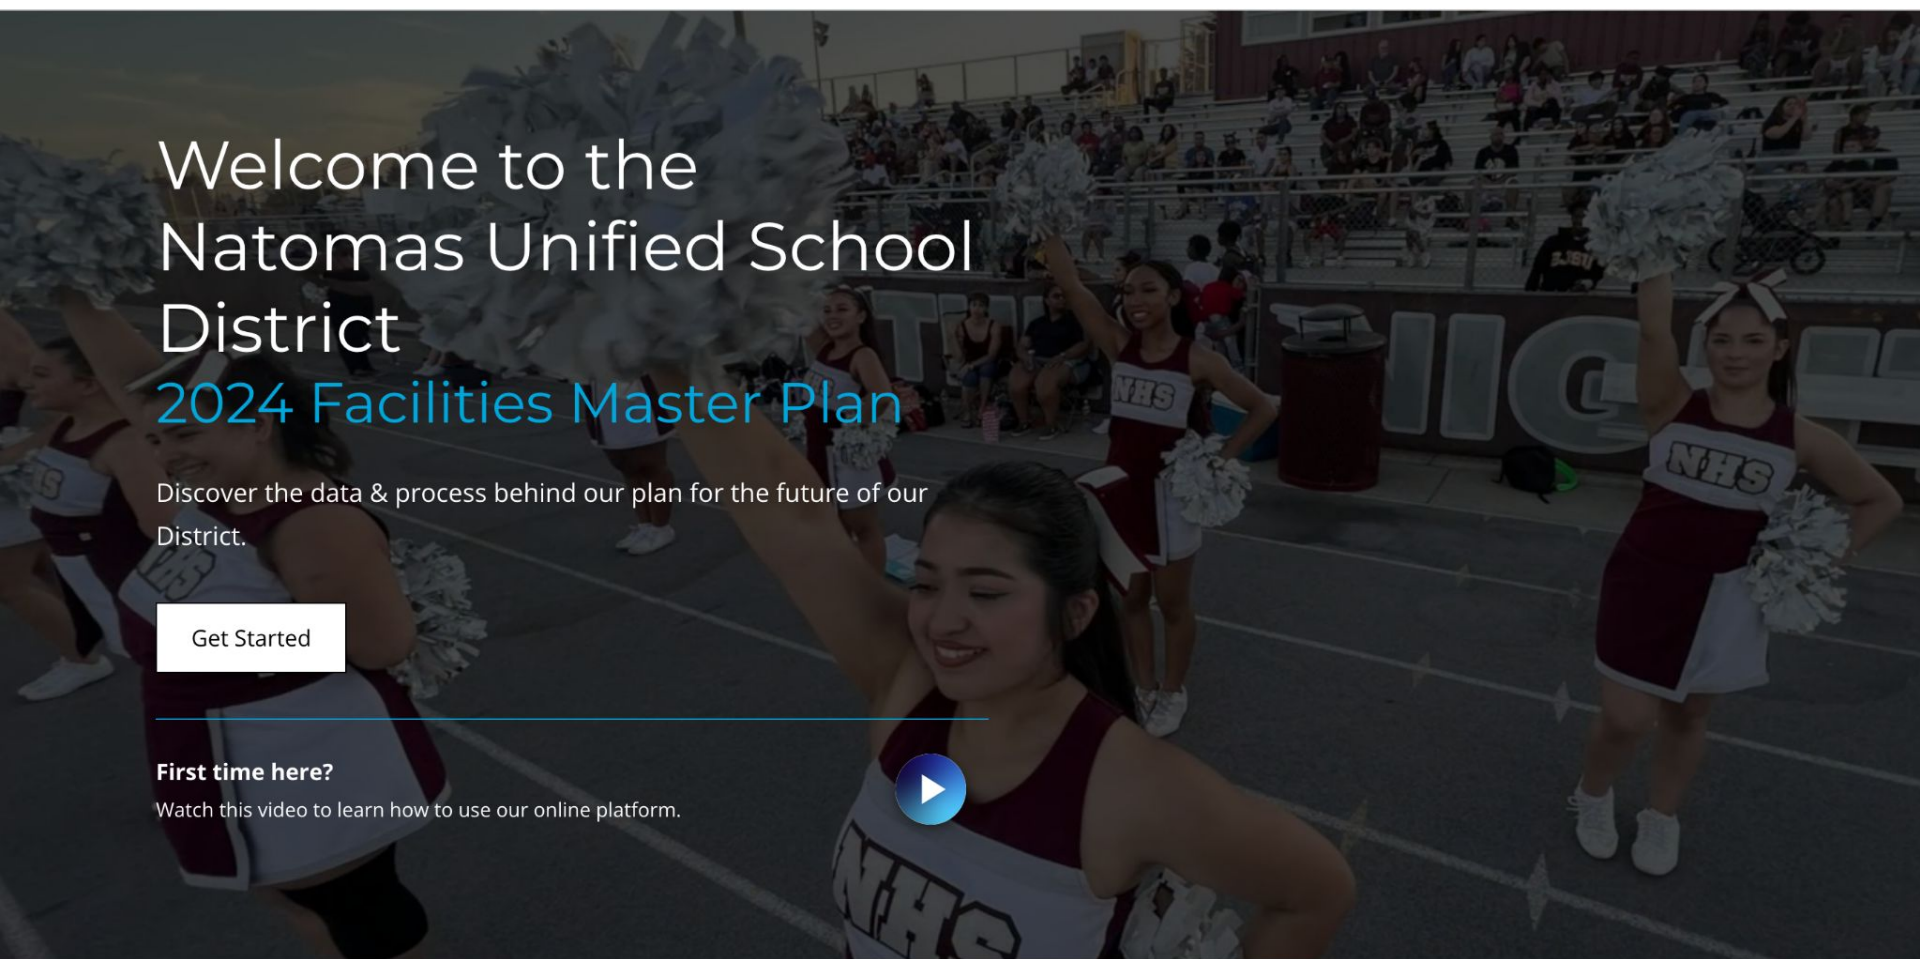 Welcome to the
Natomas Unified School
District
2024 Facilities Master Plan
Discover the data & process behind our plan for the future of our
District.
Get Started
First time here?
Watch this video to learn how to use our online platform.
NHS
NHS
NHS
NHS